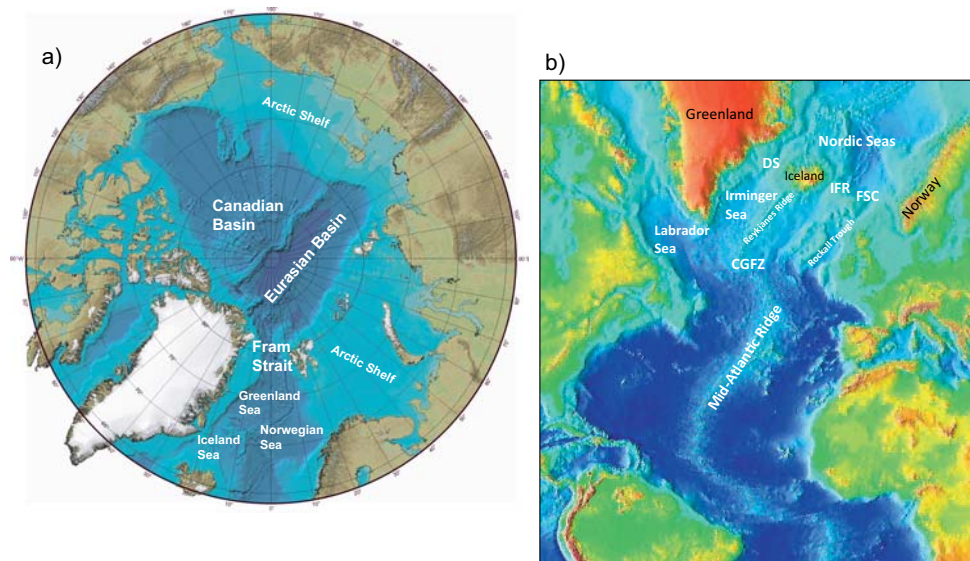 a)
Arctic Shelf
Canadian
Basin
Eurasian Basin
Fram
Strait
Arctic Shelf
Greenland
Sea
Norwegian
Sea
Iceland
Sea
b)
Greenland
Nordic Seas
DS
Iceland
IFR
FSC
Norway
Irminger
Sea
Reykjanes Ridge
Labrador
Sea
Rockall Trough
CGFZ
Mid-Atlantic Ridge